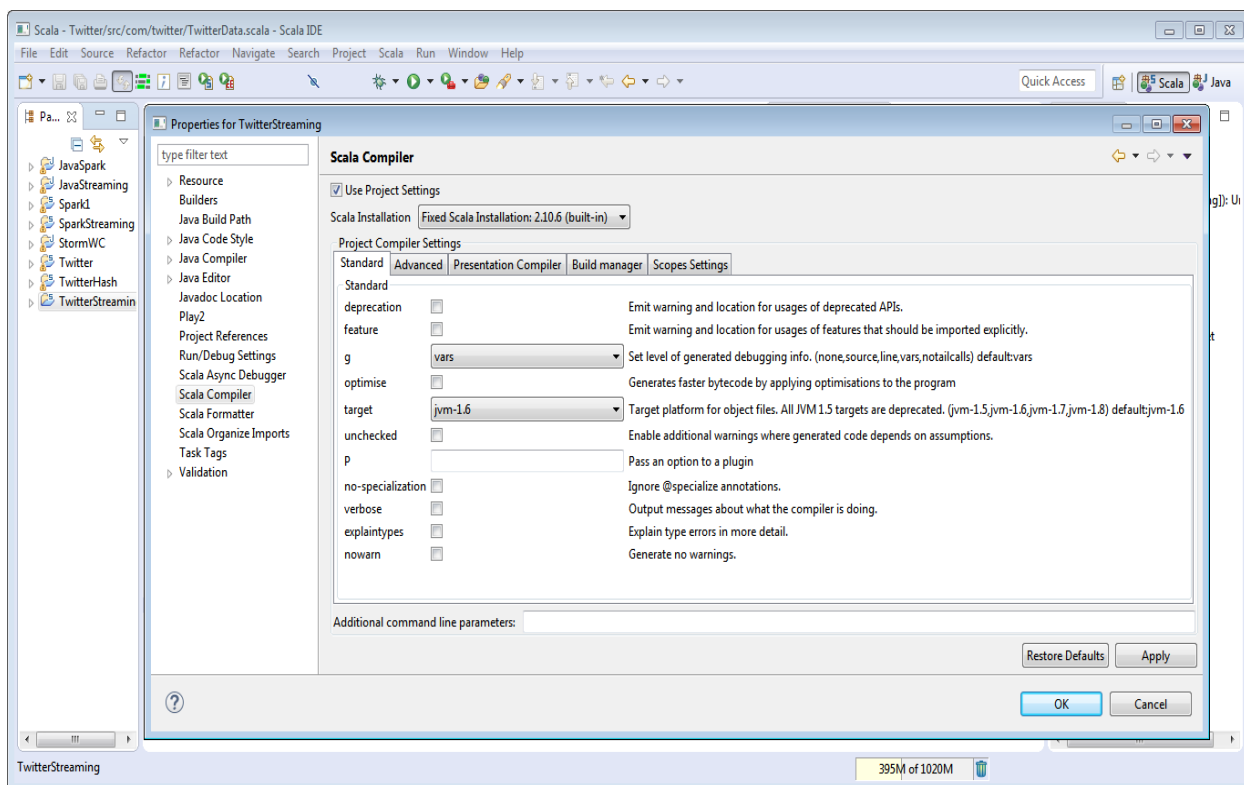 Scala - Twitter/src/com/twitter/TwitterData.scala - Scala IDE
File Edit Source Refactor Refactor Navigate Search Project Scala Run Window Help
Quick Access Scala Java
Pa...
JavaSpark
JavaStreaming
Spark1
SparkStreaming
StormWC
Twitter
TwitterHash
TwitterStreamin
Properties for TwitterStreaming
type filter text
Resource
Builders
Java Build Path
Java Code Style
Java Compiler
Java Editor
Javadoc Location
Play2
Project References
Run/Debug Settings
Scala Async Debugger
Scala Compiler
Scala Formatter
Scala Organize Imports
Task Tags
Validation
Scala Compiler
Use Project Settings
Scala Installation Fixed Scala Installation: 2.10.6 (built-in)
Project Compiler Settings
Standard Advanced Presentation Compiler Build manager Scopes Settings
Standard
deprecation Emit warning and location for usages of deprecated APIs.
feature Emit warning and location for usages of features that should be imported explicitly.
g vars Set level of generated debugging info. (none,source,line,vars,notailcalls) default:vars
optimise Generates faster bytecode by applying optimisations to the program
target jvm-1.6 Target platform for object files. All JVM 1.5 targets are deprecated. (jvm-1.5,jvm-1.6,jvm-1.7,jvm-1.8) default:jvm-1.6
unchecked Enable additional warnings where generated code depends on assumptions.
P Pass an option to a plugin
no-specialization Ignore @specialize annotations.
verbose Output messages about what the compiler is doing.
explaintypes Explain type errors in more detail.
nowarn Generate no warnings.
Additional command line parameters:
Restore Defaults Apply
OK Cancel
TwitterStreaming
395M of 1020M